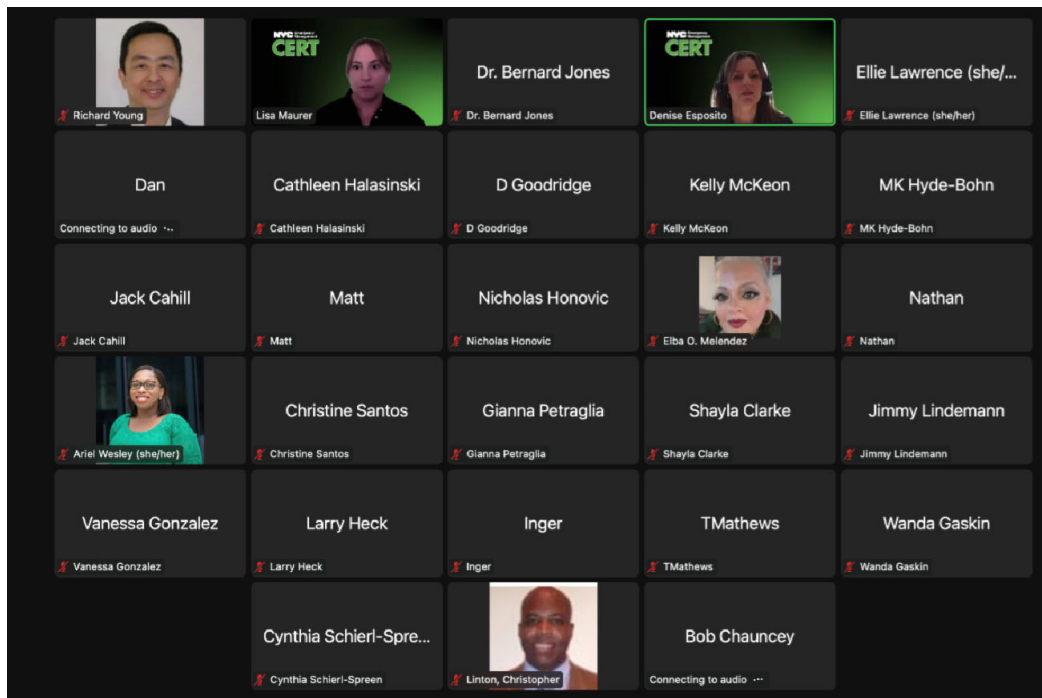 NYC Emergency Management
CERT
Richard Young
Lisa Maurer
Dr. Bernard Jones
Dr. Bernard Jones
NYC Emergency Management
CERT
Denise Esposito
Ellie Lawrence (she/...
Ellie Lawrence (she/her)
Dan
Connecting to audio ...
Cathleen Halasinski
Cathleen Halasinski
D Goodridge
D Goodridge
Kelly McKeon
Kelly McKeon
MK Hyde-Bohn
MK Hyde-Bohn
Jack Cahill
Jack Cahill
Matt
Matt
Nicholas Honovic
Nicholas Honovic
Elba O. Melendez
Nathan
Nathan
Ariel Wesley (she/her)
Christine Santos
Christine Santos
Gianna Petraglia
Gianna Petraglia
Shayla Clarke
Shayla Clarke
Jimmy Lindemann
Jimmy Lindemann
Vanessa Gonzalez
Vanessa Gonzalez
Larry Heck
Larry Heck
Inger
Inger
TMathews
TMathews
Wanda Gaskin
Wanda Gaskin
Cynthia Schierl-Spre...
Cynthia Schierl-Spreen
Linton, Christopher
Bob Chauncey
Connecting to audio ...